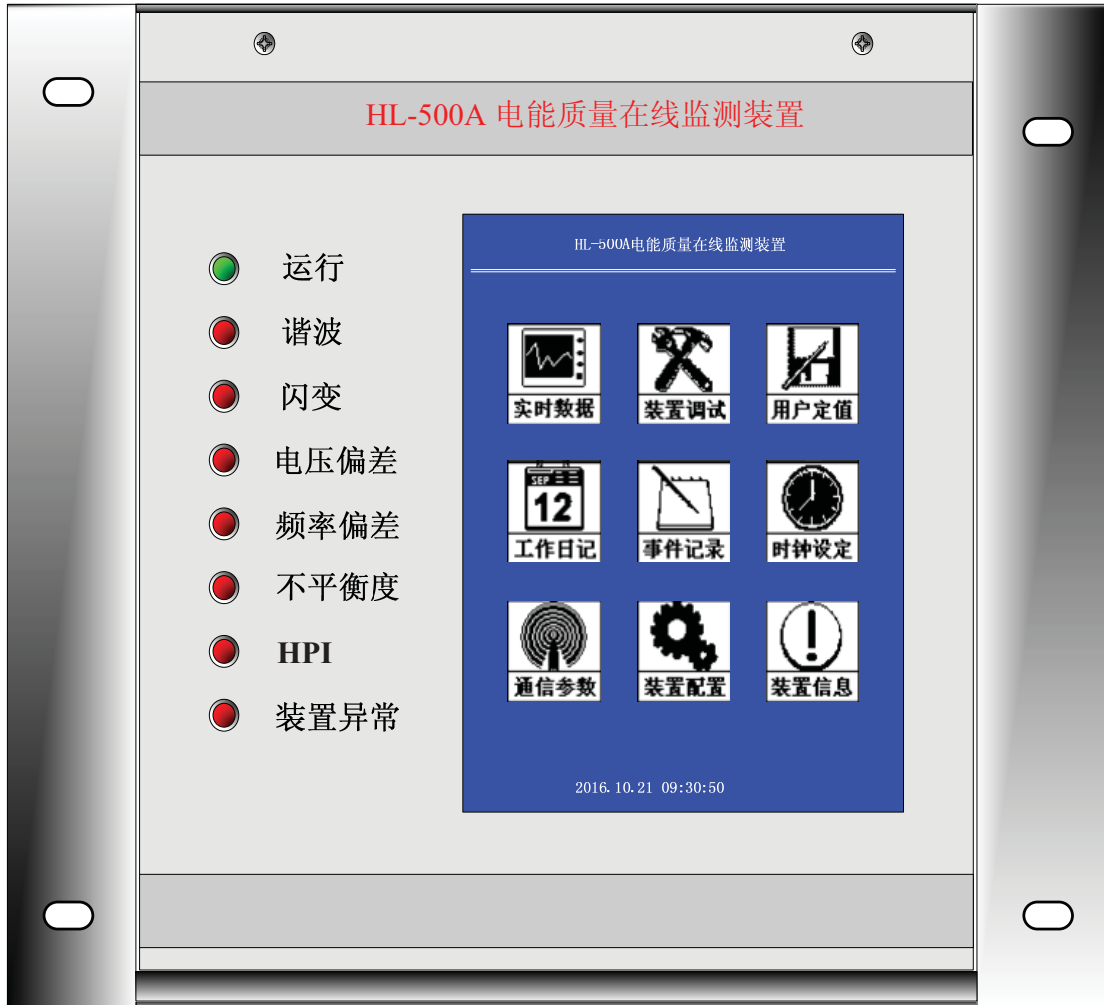 HL-500A 电能质量在线监测装置
运行
谐波
闪变
电压偏差
频率偏差
不平衡度
HPI
装置异常
HL-500A电能质量在线监测装置
实时数据 装置调试 用户定值
SEP
12
工作日记 事件记录 时钟设定
通信参数 装置配置 装置信息
2016.10.21 09:30:50